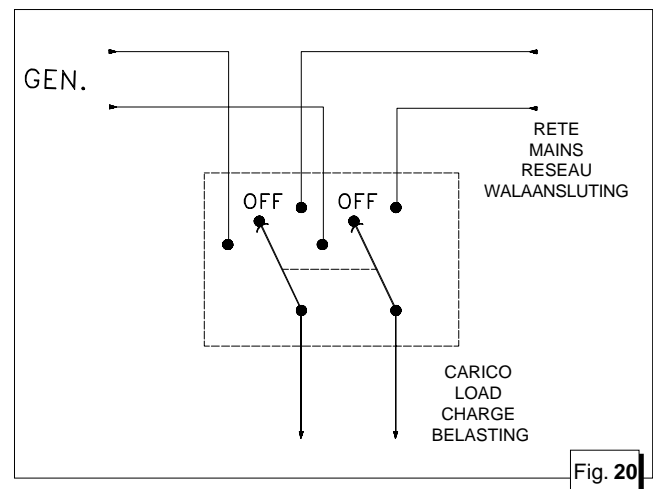 GEN.
RETE
MAINS
RESEAU
WALAANSLUTING
OFF OFF
CARICO
LOAD
CHARGE
BELASTING
Fig. 20